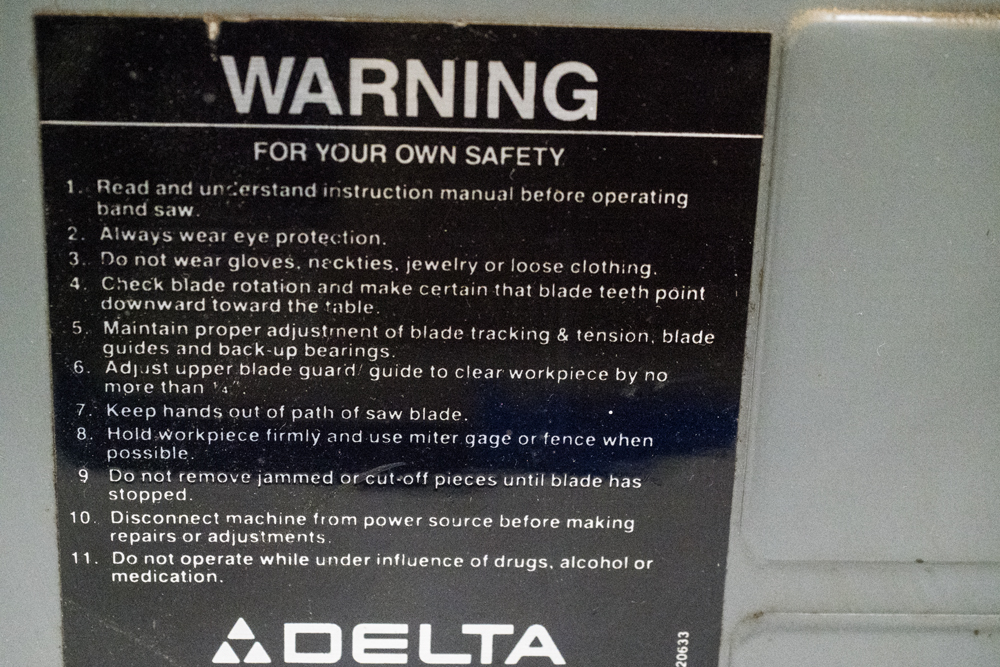 WARNING
FOR YOUR OWN SAFETY
1. Read and understand instruction manual before operating
band saw.
2. Always wear eye protection.
3. Do not wear gloves, neckties, jewelry or loose clothing.
4. Check blade rotation and make certain that blade teeth point
downward toward the table.
5. Maintain proper adjustment of blade tracking & tension, blade
guides and back-up bearings.
6. Adjust upper blade guard/ guide to clear workpiece by no
more than ¼".
7. Keep hands out of path of saw blade.
8. Hold workpiece firmly and use miter gage or fence when
possible.
9 Do not remove jammed or cut-off pieces until blade has
stopped.
10. Disconnect machine from power source before making
repairs or adjustments.
11. Do not operate while under influence of drugs, alcohol or
medication.
DELTA
20633